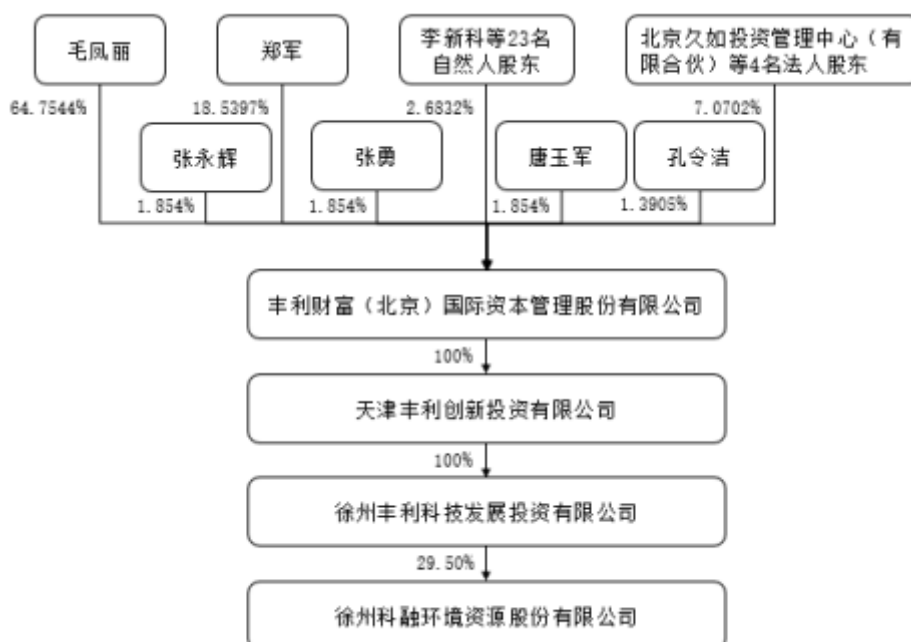 毛凤丽
郑军
李新科等23名
自然人股东
北京久如投资管理中心（有
限合伙）等4名法人股东
64.7544%
18.5397%
2.6832%
7.0702%
张永辉
张勇
唐玉军
孔令洁
1.854%
1.854%
1.854%
1.3905%
丰利财富（北京）国际资本管理股份有限公司
100%
天津丰利创新投资有限公司
100%
徐州丰利科技发展投资有限公司
29.50%
徐州科融环境资源股份有限公司